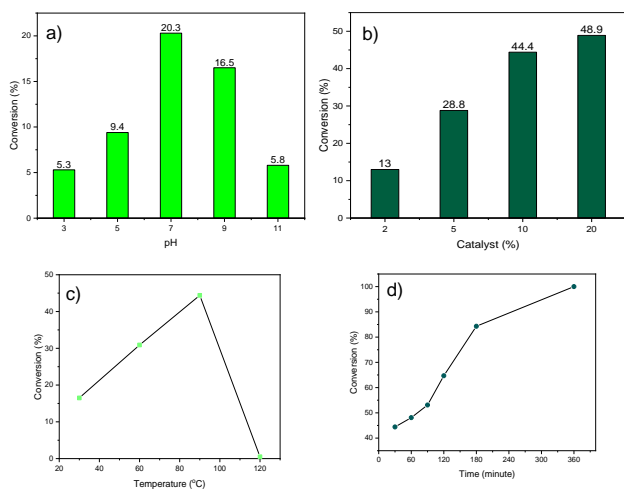 a)
Conversion (%)
20
15
10
5
0
5.3
9.4
20.3
16.5
5.8
3 5 7 9 11
pH
b)
Conversion (%)
50
40
30
20
10
0
13
28.8
44.4
48.9
2 5 10 20
Catalyst (%)
c)
Conversion (%)
50
40
30
20
10
0
20 40 60 80 100 120
Temperature (°C)
d)
Conversion (%)
100
90
80
70
60
50
40
0 60 120 180 240 300 360
Time (minute)